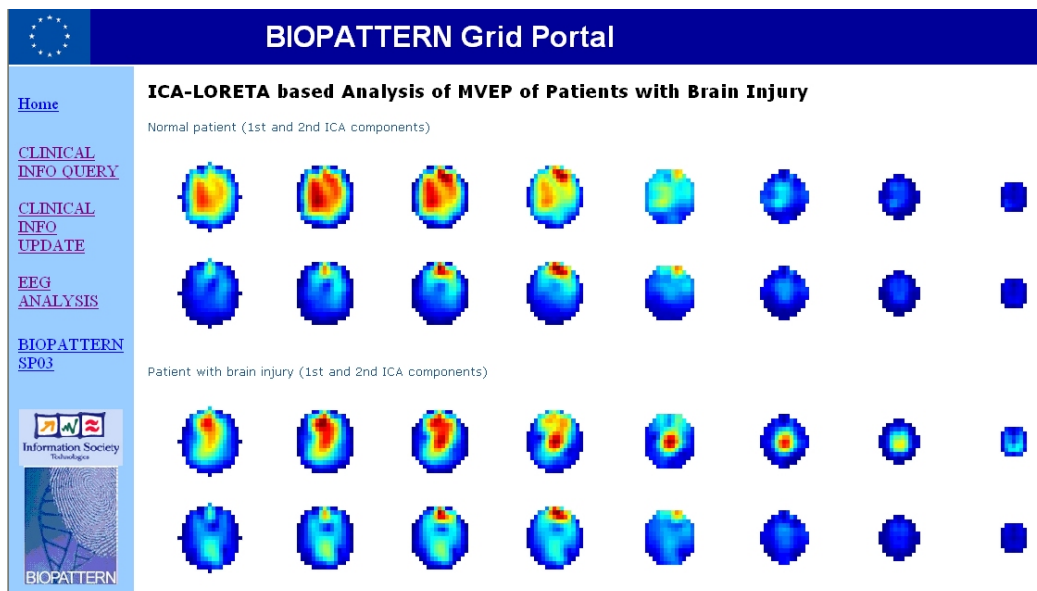 BIOPATTERN Grid Portal
Home
CLINICAL
INFO QUERY
CLINICAL
INFO
UPDATE
EEG
ANALYSIS
BIOPATTERN
SP03
Information Society
Technologies
BIOPATTERN
ICA-LORETA based Analysis of MVEP of Patients with Brain Injury
Normal patient (1st and 2nd ICA components)
Patient with brain injury (1st and 2nd ICA components)